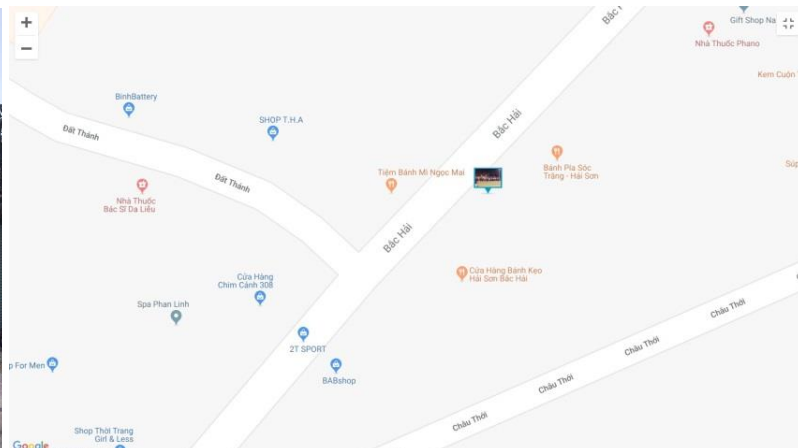 Bắc H
Gift Shop Na
Nhà Thuốc Phano
Kem Cuộn
BinhBattery
SHOP T.H.A
Bắc Hải
Đất Thánh
Tiệm Bánh Mì Ngọc Mai
Bánh Pía Sóc
Trăng - Hải Sơn
Đất Thánh
Nhà Thuốc
Bác Sĩ Da Liễu
Bắc Hải
Cửa Hàng Bánh Kẹo
Hải Sơn Bắc Hải
Cửa Hàng
Chim Cảnh 308
Spa Phan Linh
Châu Thới
Châu Thới
2T SPORT
p For Men
BABshop
Châu Thới
Châu Thới
Shop Thời Trang
Girl & Less
Google